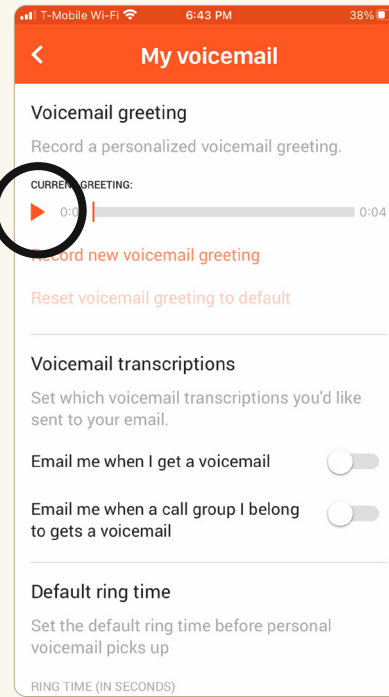 T-Mobile Wi-Fi 6:43 PM 38%
My voicemail
Voicemail greeting
Record a personalized voicemail greeting.
CURRENT GREETING:
0:0 0:04
Record new voicemail greeting
Reset voicemail greeting to default
Voicemail transcriptions
Set which voicemail transcriptions you'd like
sent to your email.
Email me when I get a voicemail
Email me when a call group I belong
to gets a voicemail
Default ring time
Set the default ring time before personal
voicemail picks up
RING TIME (IN SECONDS)